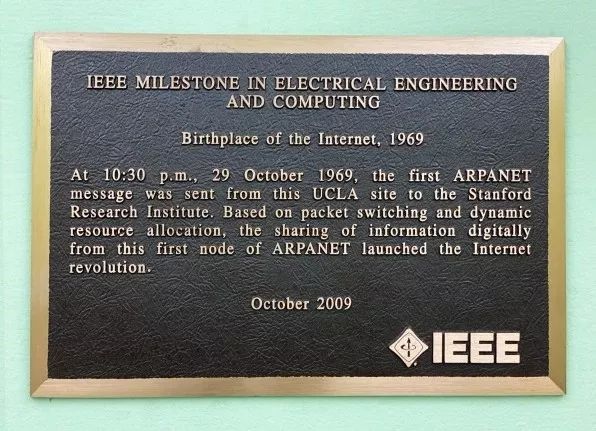 IEEE MILESTONE IN ELECTRICAL ENGINEERING
AND COMPUTING
Birthplace of the Internet, 1969
At 10:30 p.m., 29 October 1969, the first ARPANET
message was sent from this UCLA site to the Stanford
Research Institute. Based on packet switching and dynamic
resource allocation, the sharing of information digitally
from this first node of ARPANET launched the Internet
revolution.
October 2009
IEEE